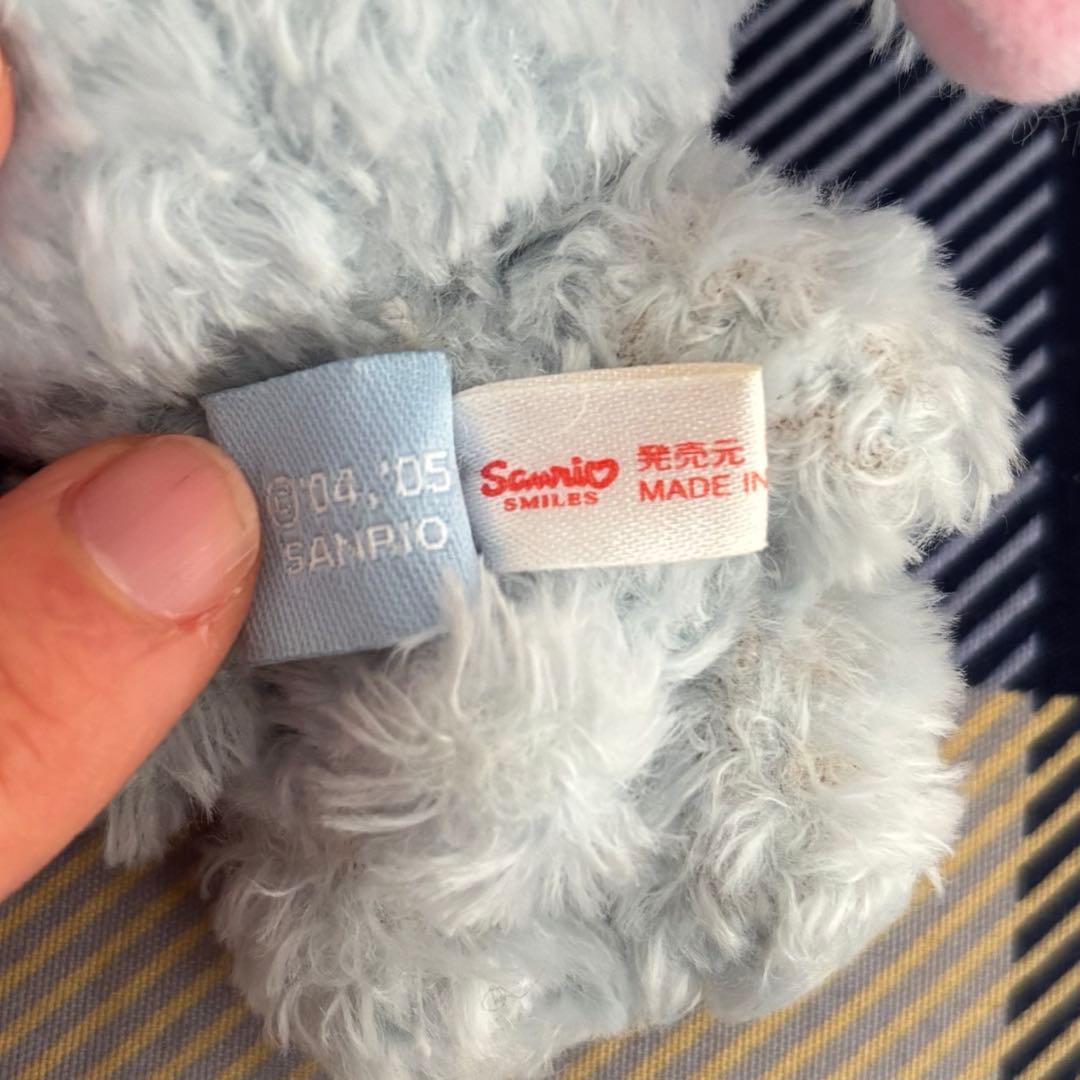 ©'04, '05
SANRIO
Sanrio
SMILES
発売元
MADE IN